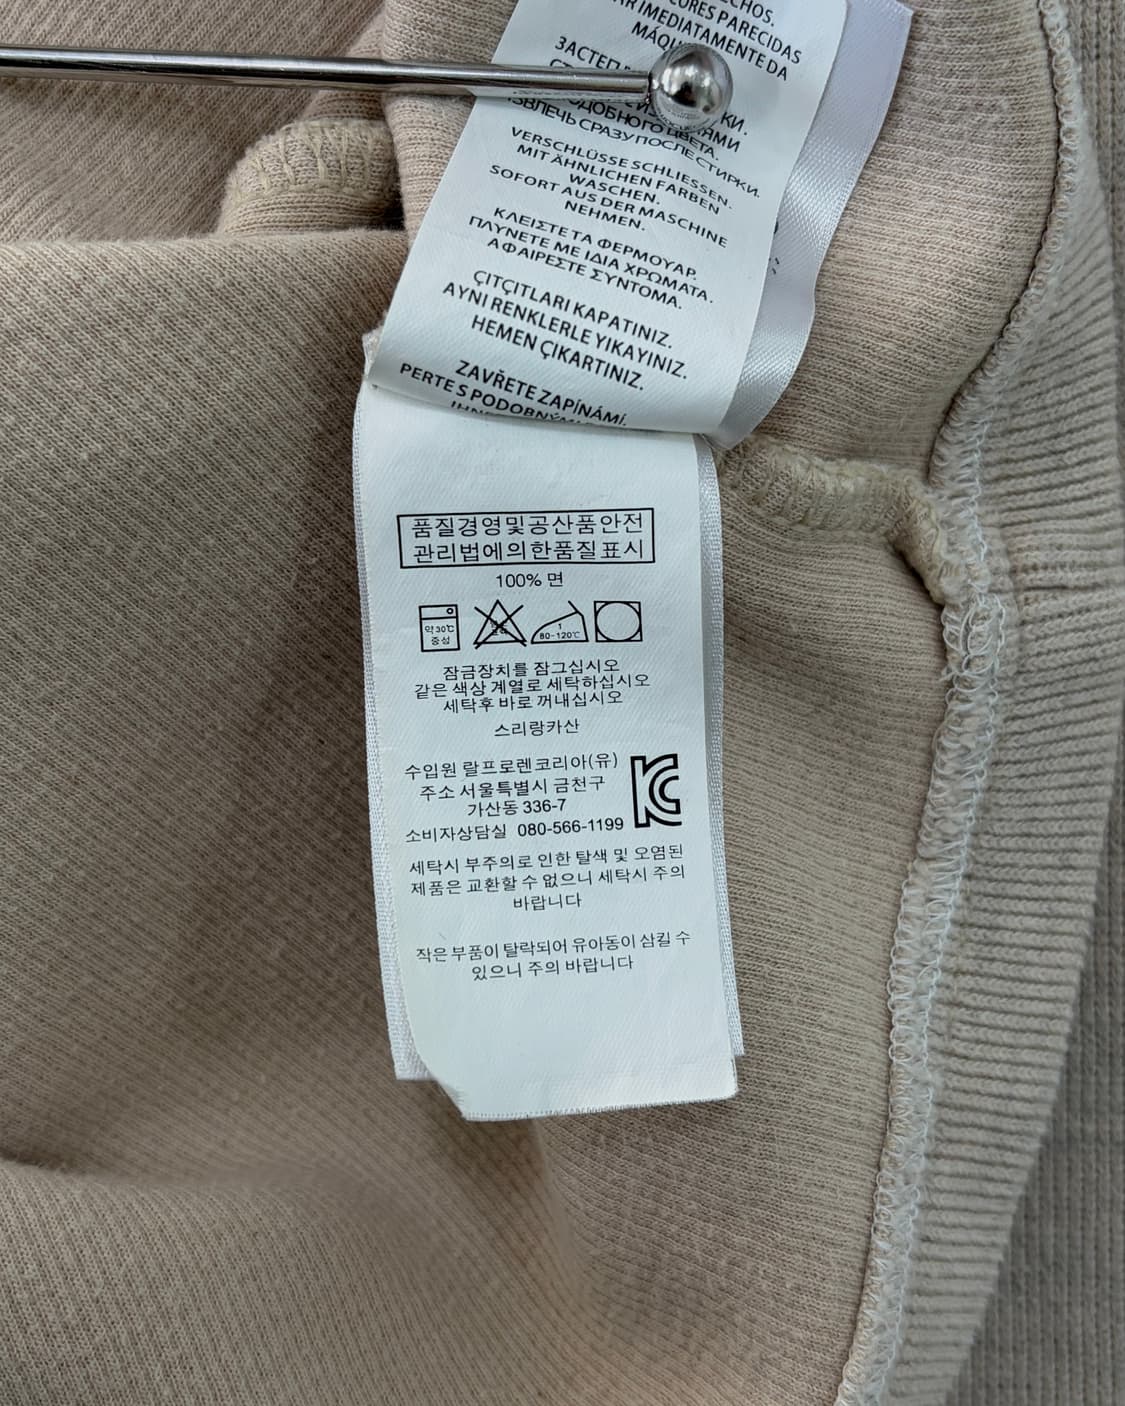 CORES PARECIDAS
IMEDIATAMENTE DA
VERSCHLÜSSE SCHLIESSEN.
MIT ÄHNLICHEN FARBEN
WASCHEN.
SOFORT AUS DER MASCHINE
NEHMEN.
ΚΛΕΙΣΤΕ ΤΑ ΦΕΡΜΟΥΑΡ.
ΠΛΥΝΕΤΕ ΜΕ ΙΔΙΑ ΧΡΩΜΑΤΑ.
ΑΦΑΙΡΕΣΤΕ ΣΥΝΤΟΜΑ.
ÇITÇITLARI KAPATINIZ.
AYNI RENKLERLE YIKAYINIZ.
HEMEN ÇIKARTINIZ.
ZAVŘETE ZAPÍNÁMÍ.
PERTE S PODOBNÝMI
품질경영및공산품안전
관리법에의한품질표시
100% 면
약30℃
중성
1
80-120℃
잠금장치를 잠그십시오
같은 색상 계열로 세탁하십시오
세탁후 바로 꺼내십시오
스리랑카산
수입원 랄프로렌코리아(유)
주소 서울특별시 금천구
가산동 336-7
소비자상담실 080-566-1199
세탁시 부주의로 인한 탈색 및 오염된
제품은 교환할 수 없으니 세탁시 주의
바랍니다
작은 부품이 탈락되어 유아동이 삼킬 수
있으니 주의 바랍니다